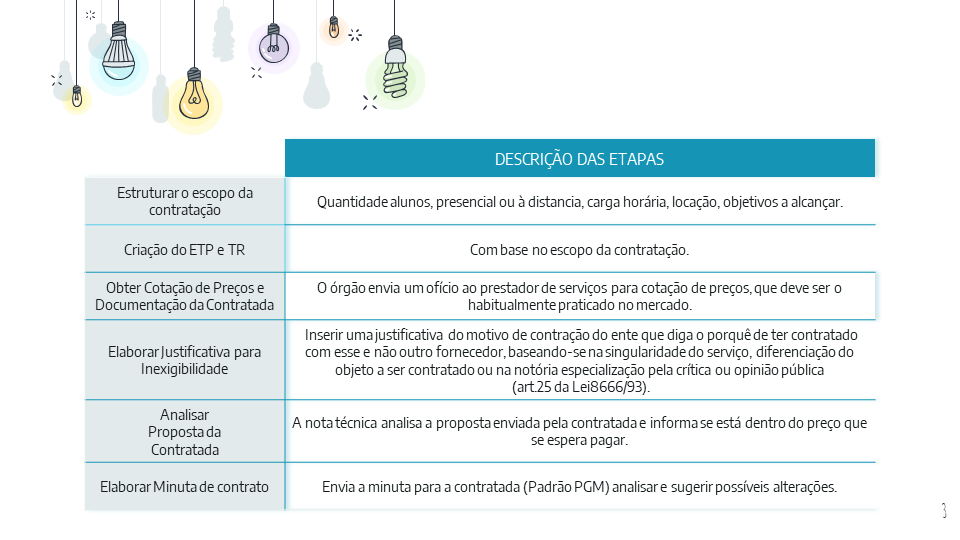 DESCRIÇÃO DAS ETAPAS
Estruturar o escopo da
contratação
Quantidade alunos, presencial ou à distancia, carga horária, locação, objetivos a alcançar.
Criação do ETP e TR
Com base no escopo da contratação.
Obter Cotação de Preços e
Documentação da Contratada
O órgão envia um ofício ao prestador de serviços para cotação de preços, que deve ser o
habitualmente praticado no mercado.
Elaborar Justificativa para
Inexigibilidade
Inserir uma justificativa do motivo de contração do ente que diga o porquê de ter contratado
com esse e não outro fornecedor, baseando-se na singularidade do serviço, diferenciação do
objeto a ser contratado ou na notória especialização pela crítica ou opinião pública
(art.25 da Lei8666/93).
Analisar
Proposta da
Contratada
A nota técnica analisa a proposta enviada pela contratada e informa se está dentro do preço que
se espera pagar.
Elaborar Minuta de contrato
Envia a minuta para a contratada (Padrão PGM) analisar e sugerir possíveis alterações.
3